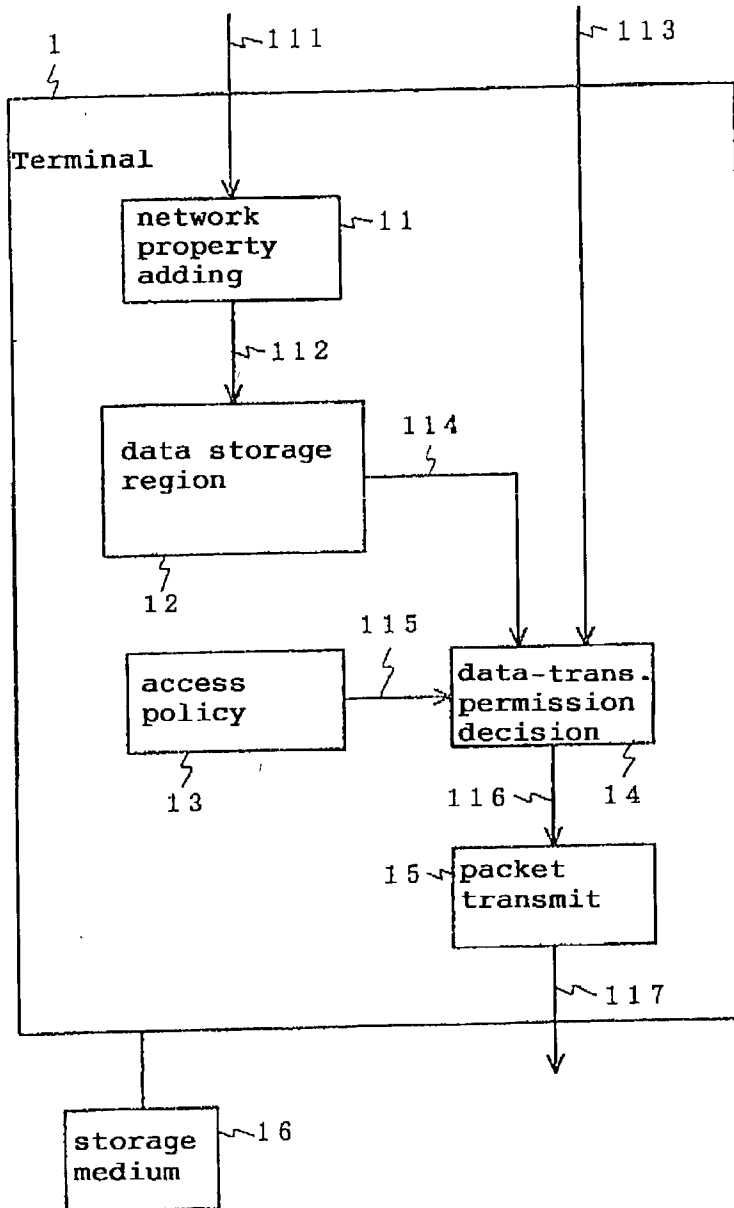 1
111
113
Terminal
network
property
adding
11
112
data storage
region
114
12
115
access
policy
data-trans.
permission
decision
13
116
14
15
packet
transmit
117
storage
medium
16